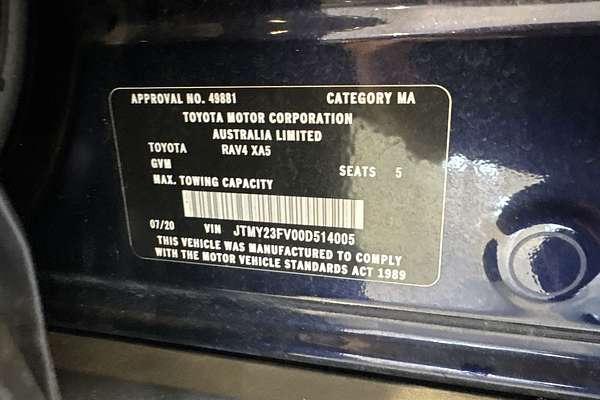 APPROVAL NO. 49881 CATEGORY MA
TOYOTA MOTOR CORPORATION
AUSTRALIA LIMITED
TOYOTA RAV4 XA5
GVM SEATS 5
MAX. TOWING CAPACITY
07/20 VIN JTMY23FV00D514005
THIS VEHICLE WAS MANUFACTURED TO COMPLY
WITH THE MOTOR VEHICLE STANDARDS ACT 1989